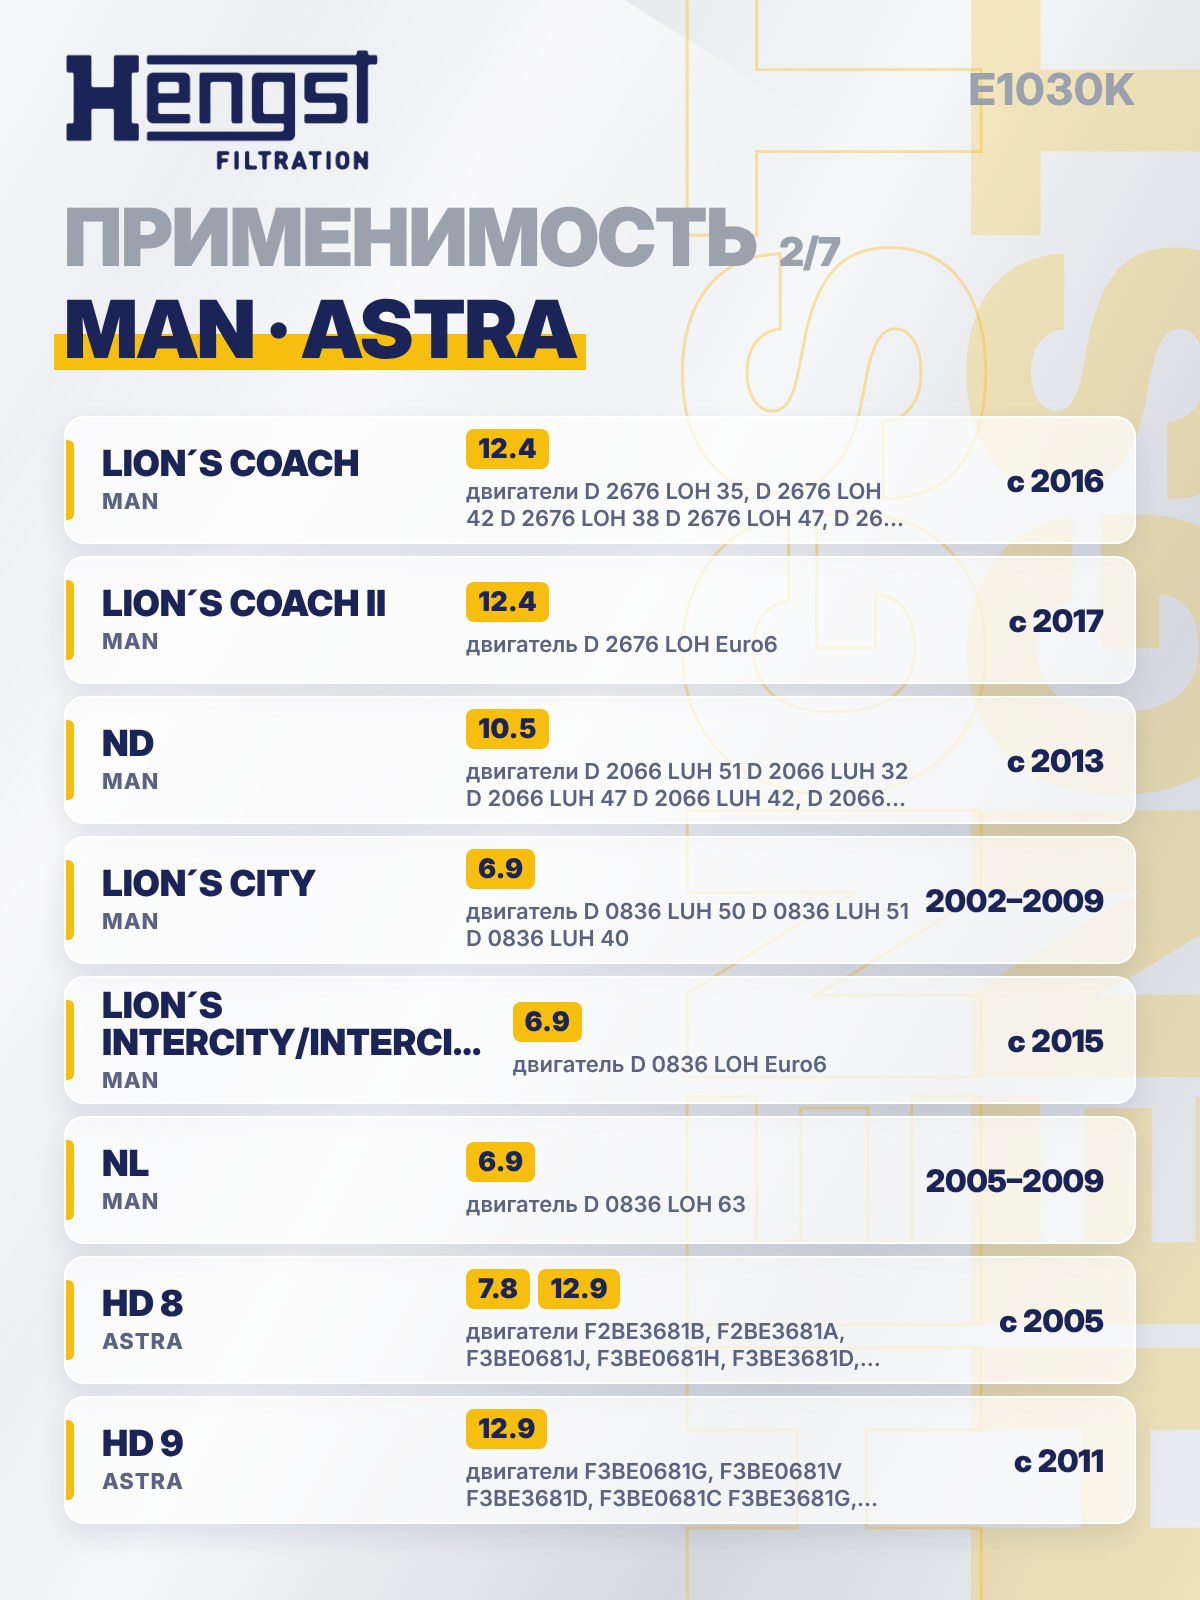 Hengst
FILTRATION
E1030K
ПРИМЕНИМОСТЬ 2/7
MAN · ASTRA
LION´S COACH
MAN
12.4
двигатели D 2676 LOH 35, D 2676 LOH
42 D 2676 LOH 38 D 2676 LOH 47, D 26...
с 2016
LION´S COACH II
MAN
12.4
двигатель D 2676 LOH Euro6
с 2017
ND
MAN
10.5
двигатели D 2066 LUH 51 D 2066 LUH 32
D 2066 LUH 47 D 2066 LUH 42, D 2066...
с 2013
LION´S CITY
MAN
6.9
двигатель D 0836 LUH 50 D 0836 LUH 51
D 0836 LUH 40
2002–2009
LION´S
INTERCITY/INTERCI...
MAN
6.9
двигатель D 0836 LOH Euro6
с 2015
NL
MAN
6.9
двигатель D 0836 LOH 63
2005–2009
HD 8
ASTRA
7.8 12.9
двигатели F2BE3681B, F2BE3681A,
F3BE0681J, F3BE0681H, F3BE3681D,...
с 2005
HD 9
ASTRA
12.9
двигатели F3BE0681G, F3BE0681V
F3BE3681D, F3BE0681C F3BE3681G,...
с 2011
HENGST
HENGST